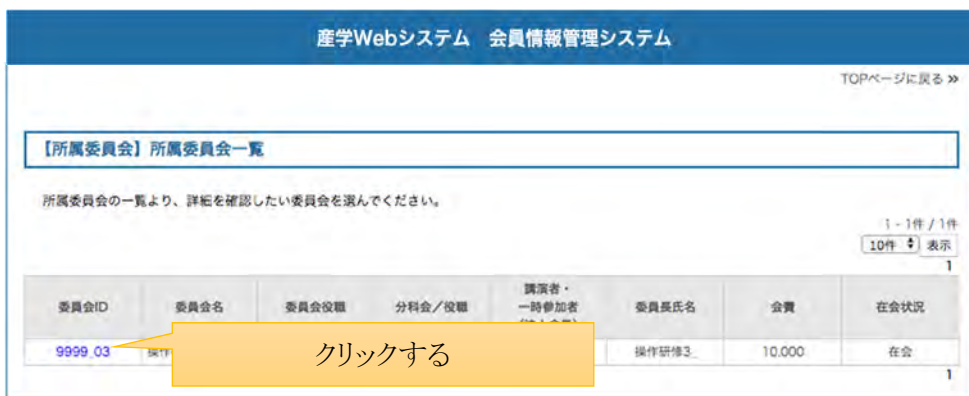 産学Webシステム 会員情報管理システム
TOPページに戻る »
【所属委員会】所属委員会一覧
所属委員会の一覧より、詳細を確認したい委員会を選んでください。
1 - 1件 / 1件
10件 表示
1
委員会ID 委員会名 委員会役職 分科会／役職 講演者・ 委員長氏名 会費 在会状況
一時参加者
9999_03 操作研修3_ 10,000 在会
クリックする
1